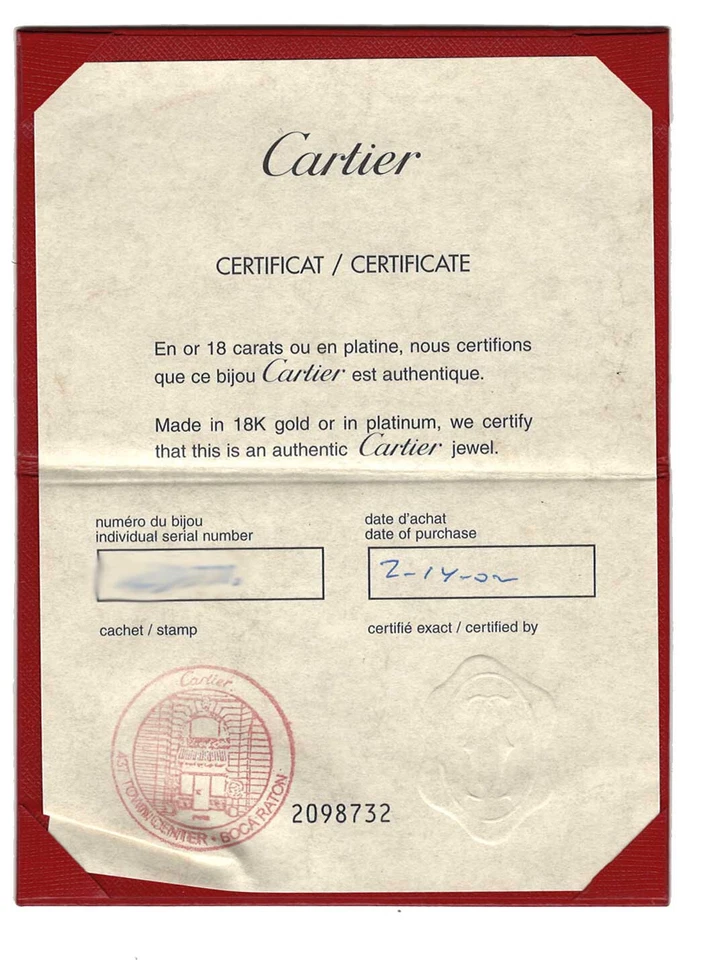 Cartier
CERTIFICAT / CERTIFICATE
En or 18 carats ou en platine, nous certifions
que ce bijou Cartier est authentique.
Made in 18K gold or in platinum, we certify
that this is an authentic Cartier jewel.
numéro du bijou
individual serial number
date d'achat
date of purchase
2-14-02
cachet / stamp
certifié exact / certified by
Cartier
437 TOWN CENTER • BOCA RATON
2098732